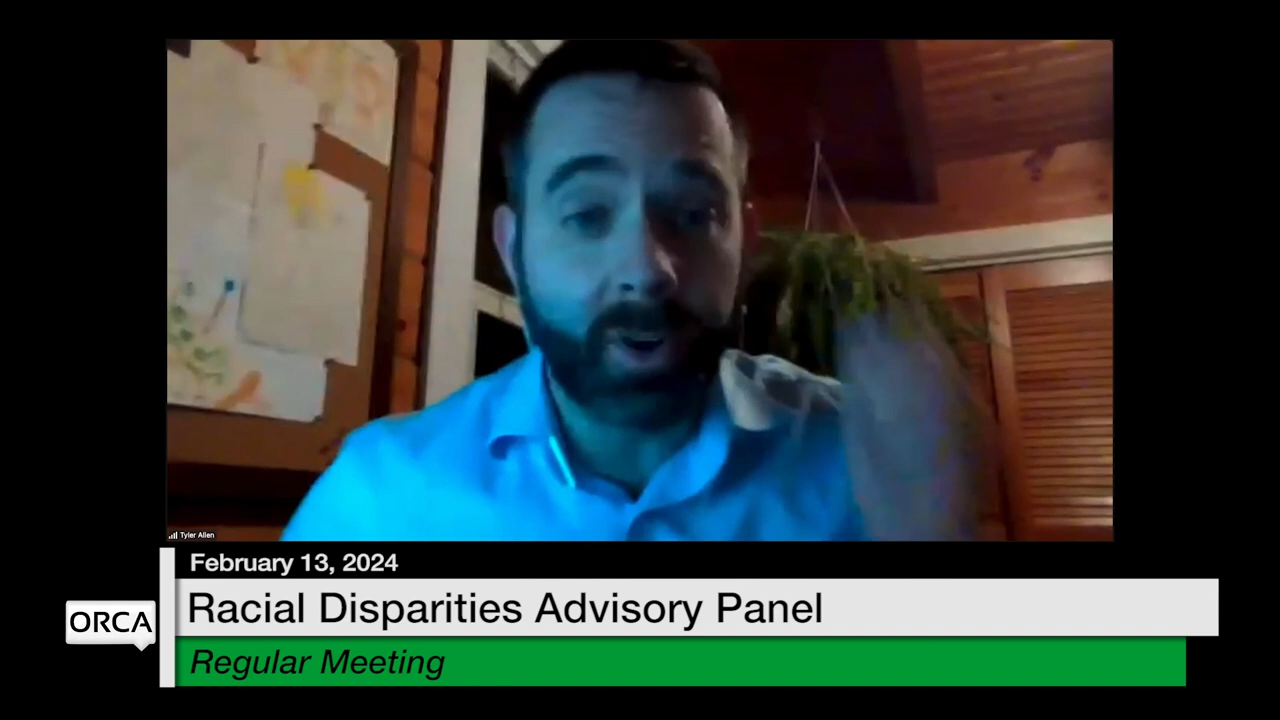 Tyler Allen
February 13, 2024
Racial Disparities Advisory Panel
ORCA
Regular Meeting